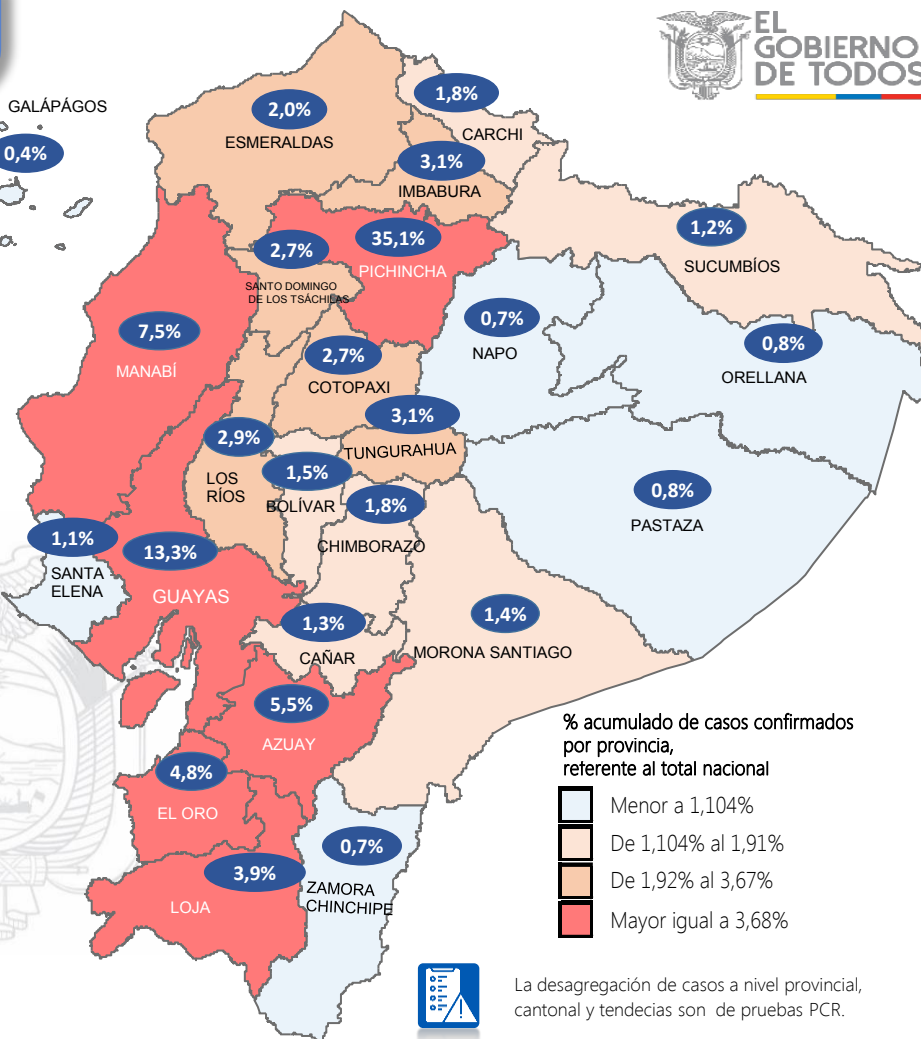 EL
GOBIERNO
DE TODOS
GALÁPÁGOS
0,4%
2,0%
ESMERALDAS
1,8%
CARCHI
3,1%
IMBABURA
1,2%
SUCUMBÍOS
2,7%
SANTO DOMINGO
DE LOS TSÁCHILAS
35,1%
PICHINCHA
7,5%
MANABÍ
0,7%
NAPO
0,8%
ORELLANA
2,7%
COTOPAXI
3,1%
TUNGURAHUA
2,9%
LOS
RÍOS
1,5%
BOLÍVAR
1,8%
CHIMBORAZO
0,8%
PASTAZA
1,1%
SANTA
ELENA
13,3%
GUAYAS
1,3%
CAÑAR
1,4%
MORONA SANTIAGO
5,5%
AZUAY
4,8%
EL ORO
3,9%
LOJA
0,7%
ZAMORA
CHINCHIPE
% acumulado de casos confirmados
por provincia,
referente al total nacional
Menor a 1,104%
De 1,104% al 1,91%
De 1,92% al 3,67%
Mayor igual a 3,68%
La desagregación de casos a nivel provincial,
cantonal y tendecias son de pruebas PCR.